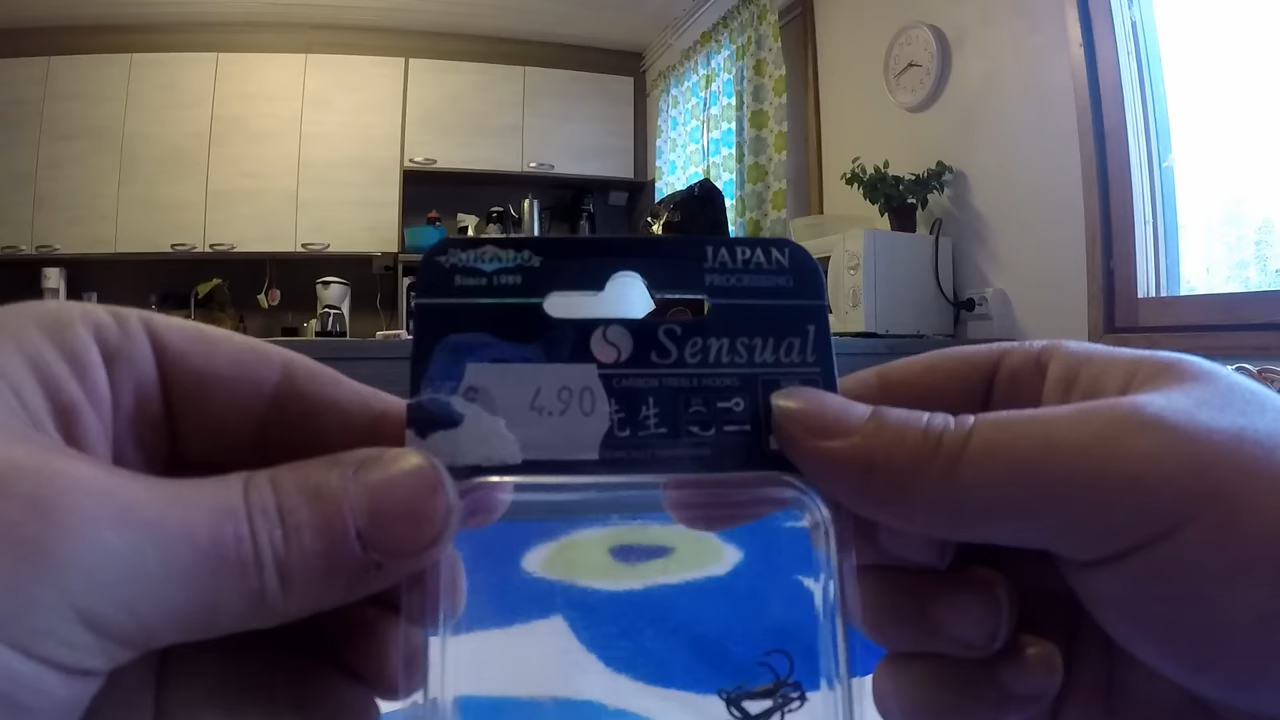 MIKADO
Since 1989
JAPAN
PROCESSING
Sensual
CARBON TREBLE HOOKS
4.90
先生